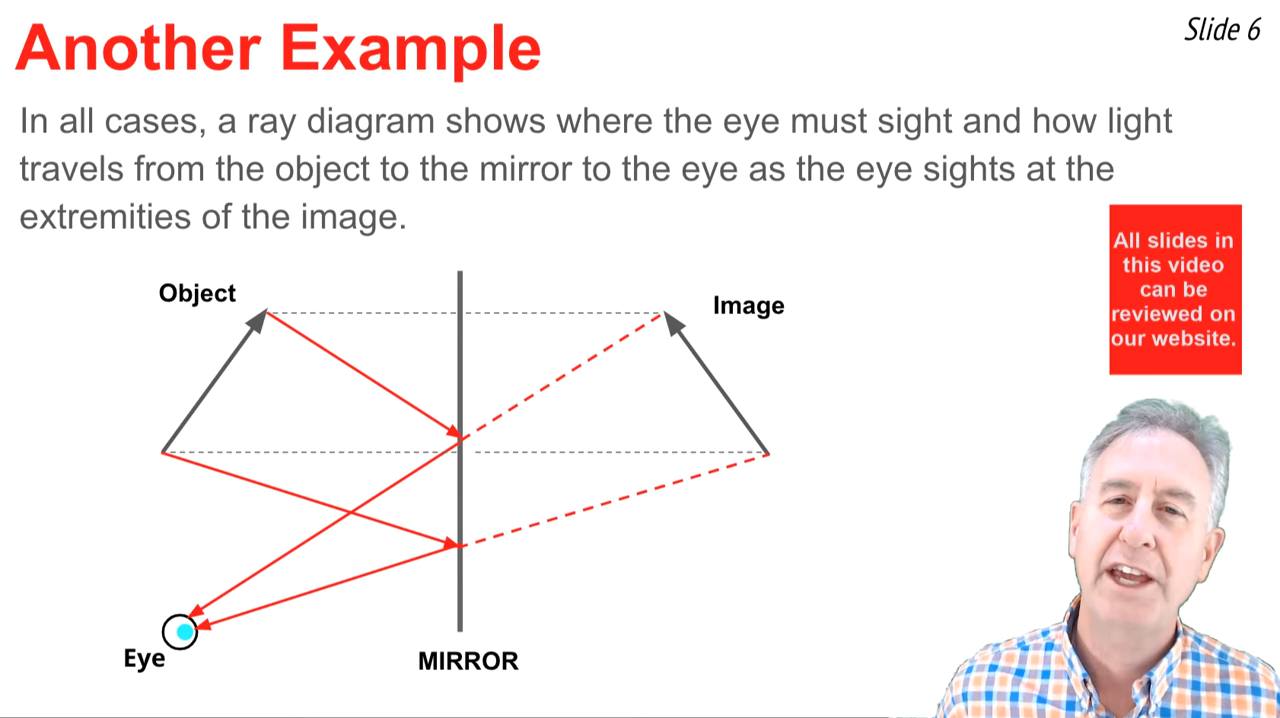 Another Example
Slide 6
In all cases, a ray diagram shows where the eye must sight and how light
travels from the object to the mirror to the eye as the eye sights at the
extremities of the image.
All slides in
this video
can be
reviewed on
our website.
Object
Image
Eye
MIRROR